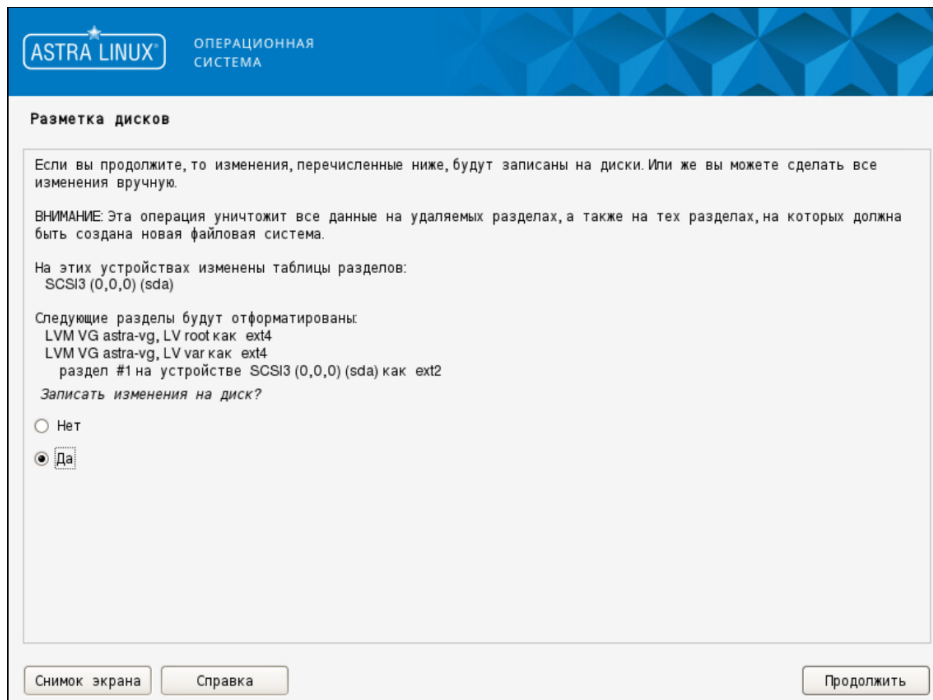 ASTRA LINUX®
ОПЕРАЦИОННАЯ
СИСТЕМА
Разметка дисков
Если вы продолжите, то изменения, перечисленные ниже, будут записаны на диски. Или же вы можете сделать все
изменения вручную.
ВНИМАНИЕ: Эта операция уничтожит все данные на удаляемых разделах, а также на тех разделах, на которых должна
быть создана новая файловая система.
На этих устройствах изменены таблицы разделов:
SCSI3 (0,0,0) (sda)
Следующие разделы будут отформатированы:
LVM VG astra-vg, LV root как ext4
LVM VG astra-vg, LV var как ext4
раздел #1 на устройстве SCSI3 (0,0,0) (sda) как ext2
Записать изменения на диск?
Нет
Да
Снимок экрана
Справка
Продолжить